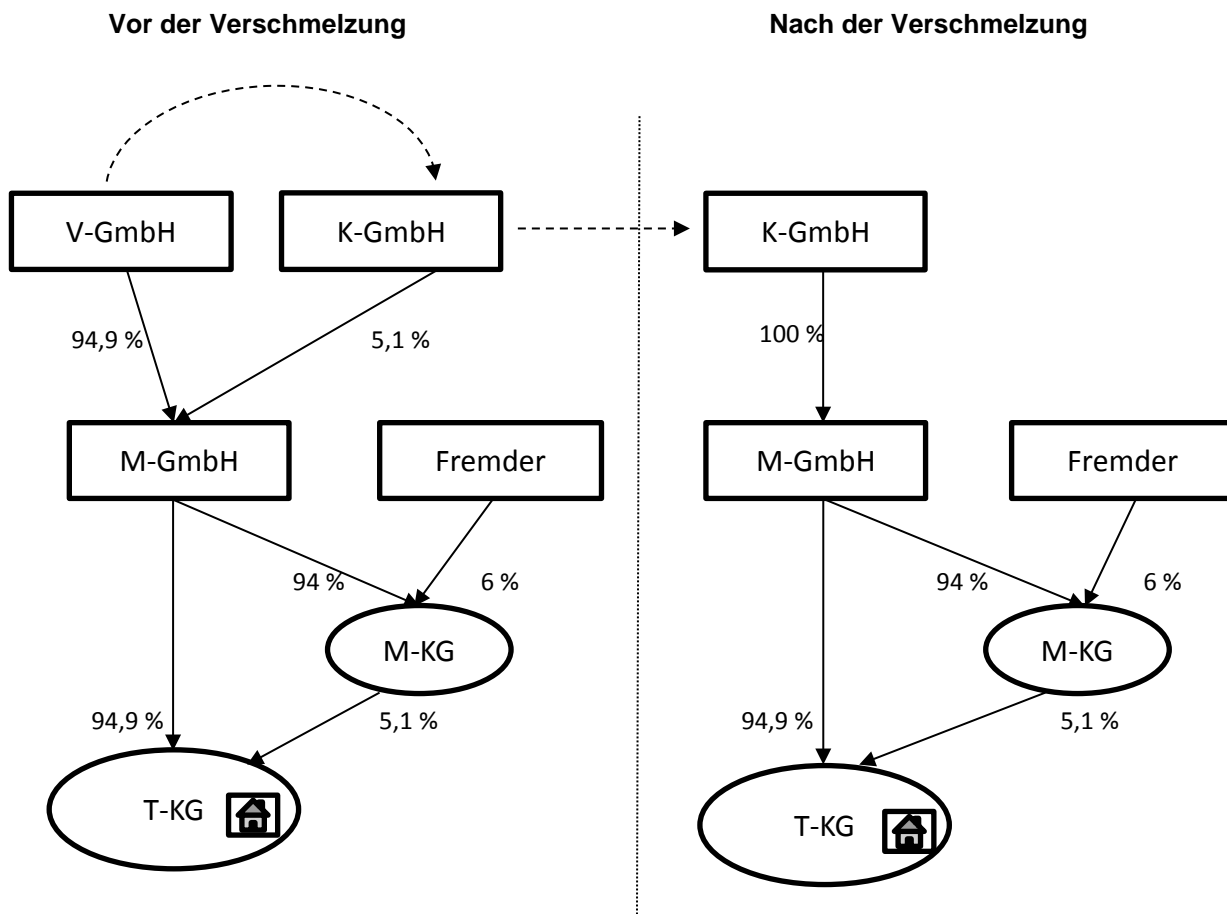 Vor der Verschmelzung
Nach der Verschmelzung
V-GmbH
K-GmbH
K-GmbH
94,9 %
5,1 %
100 %
M-GmbH
Fremder
M-GmbH
Fremder
94 %
6 %
94 %
6 %
M-KG
M-KG
94,9 %
5,1 %
94,9 %
5,1 %
T-KG
T-KG